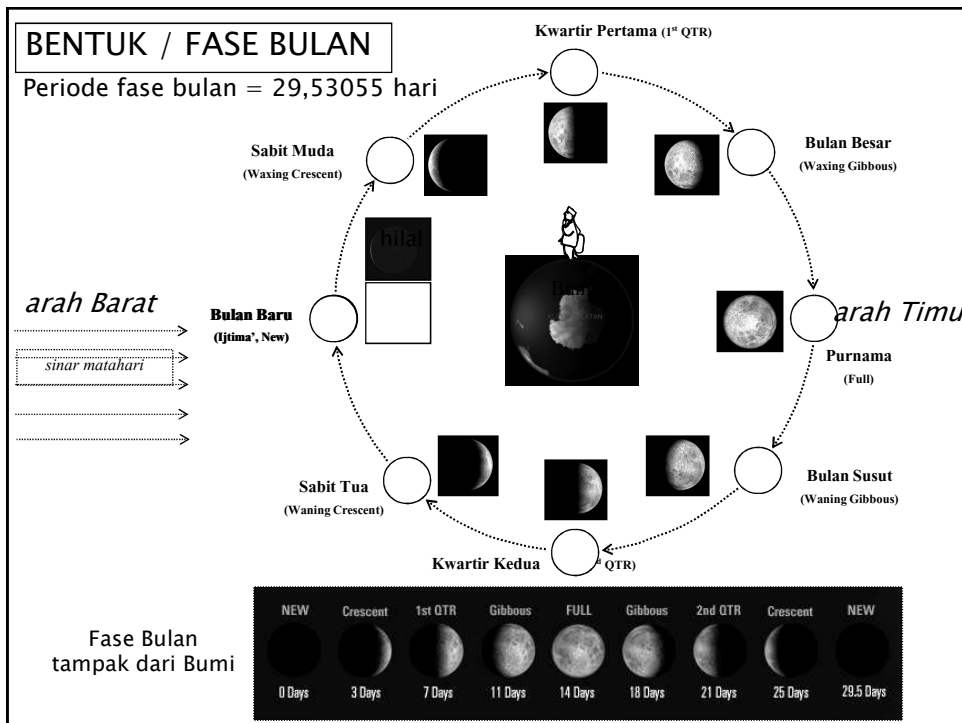 BENTUK / FASE BULAN
Periode fase bulan = 29,53055 hari
Kwartir Pertama (1st QTR)
Sabit Muda
(Waxing Crescent)
Bulan Besar
(Waxing Gibbous)
hilal
arah Barat
sinar matahari
Bulan Baru
(Ijtima', New)
arah Timu
Purnama
(Full)
Sabit Tua
(Waning Crescent)
Bulan Susut
(Waning Gibbous)
Kwartir Kedua
QTR)
Fase Bulan
tampak dari Bumi
NEW Crescent 1st QTR Gibbous FULL Gibbous 2nd QTR Crescent NEW
0 Days 3 Days 7 Days 11 Days 14 Days 18 Days 21 Days 25 Days 29.5 Days